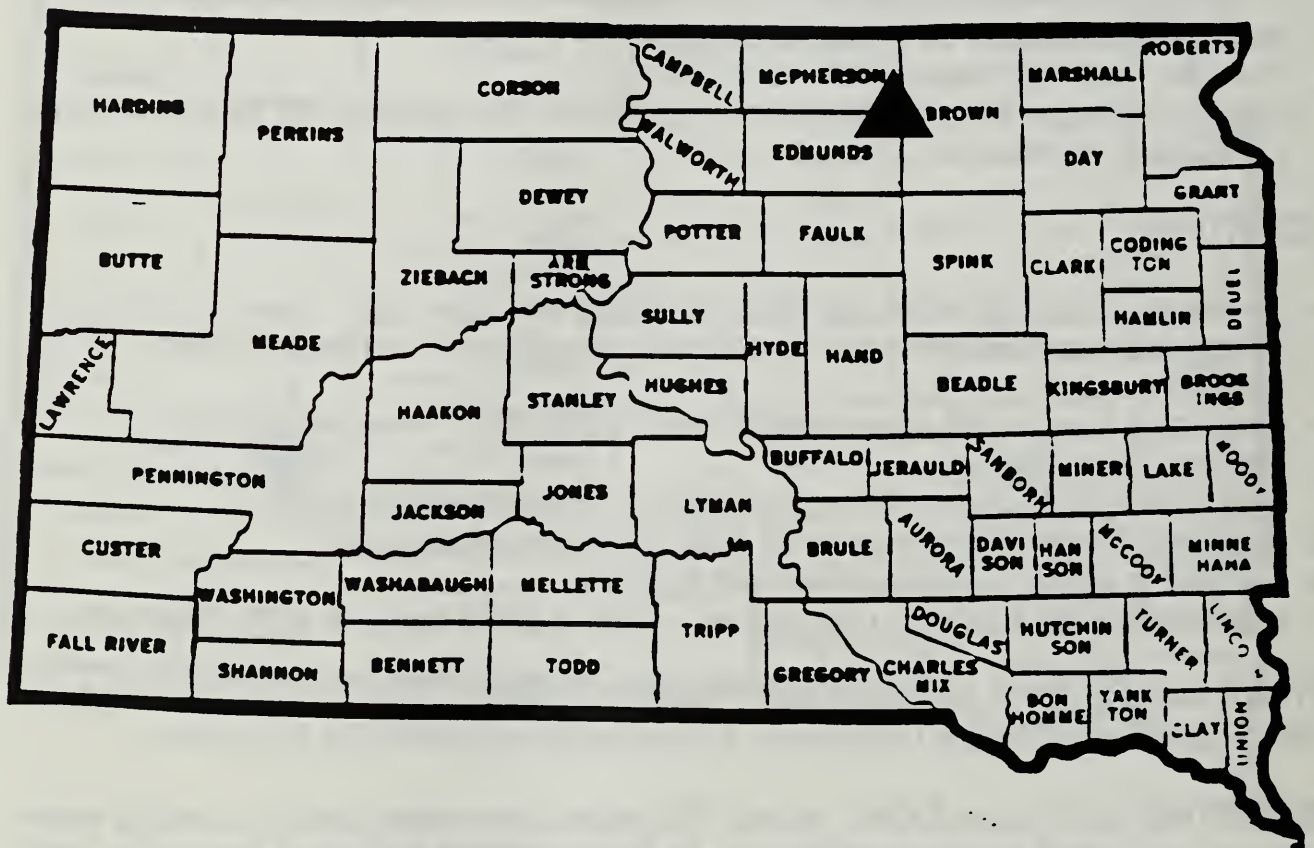 ROBERTS
CAMPBELL
McPHERSON
MARSHALL
HARDING
CORSON
PERKINS
BROWN
WALWORTH
EDMUNDS
DAY
DEWEY
GRANT
POTTER
FAULK
BUTTE
ZIEBACH
ARM
STRONG
SPINK
CLARK
CODING
TON
DEUEL
SULLY
HAMLIN
MEADE
HYDE
HAND
LAWRENCE
HUGHES
BEADLE
KINGSBURY
BROOK
INGS
HAAKON
STANLEY
BUFFALO
JERAULD
SANBORN
MINER
LAKE
MOODY
PENNINGTON
JONES
LYMAN
JACKSON
CUSTER
BRULE
AURORA
DAVI
SON
HAN
SON
McCOOK
MINNE
HAHA
WASHINGTON
WASHABAUGH
MELLETTE
FALL RIVER
TRIPP
DOUGLAS
HUTCHIN
SON
TURNER
SHANNON
BENNETT
TODD
GREGORY
CHARLES
MIX
BON
HOMME
YANK
TON
CLAY
UNION